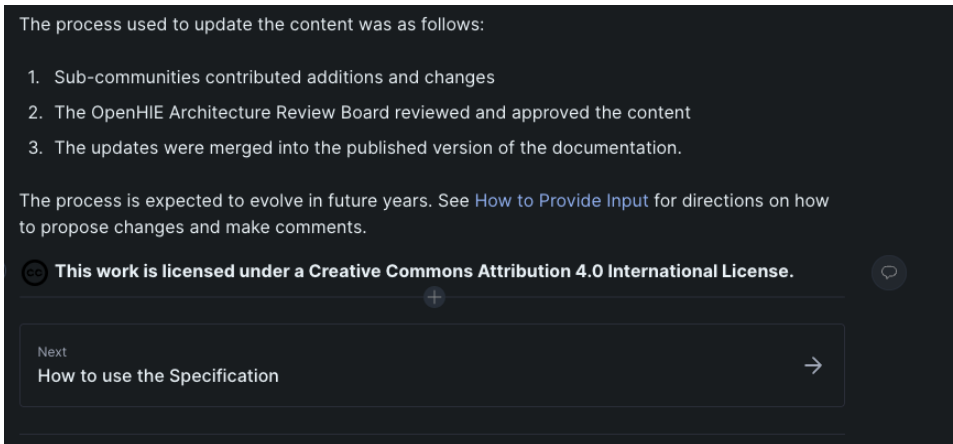 The process used to update the content was as follows:
1. Sub-communities contributed additions and changes
2. The OpenHIE Architecture Review Board reviewed and approved the content
3. The updates were merged into the published version of the documentation.
The process is expected to evolve in future years. See How to Provide Input for directions on how
to propose changes and make comments.
cc This work is licensed under a Creative Commons Attribution 4.0 International License.
Next
How to use the Specification